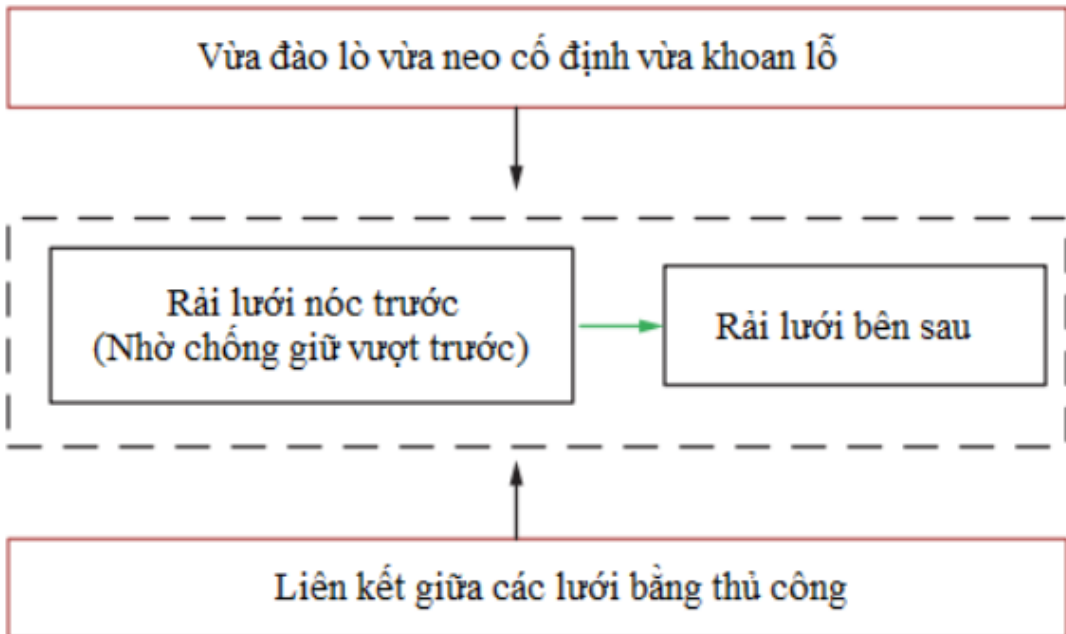 Vừa đào lò vừa neo cố định vừa khoan lỗ
Rải lưới nóc trước
(Nhờ chống giữ vượt trước)
Rải lưới bên sau
Liên kết giữa các lưới bằng thủ công